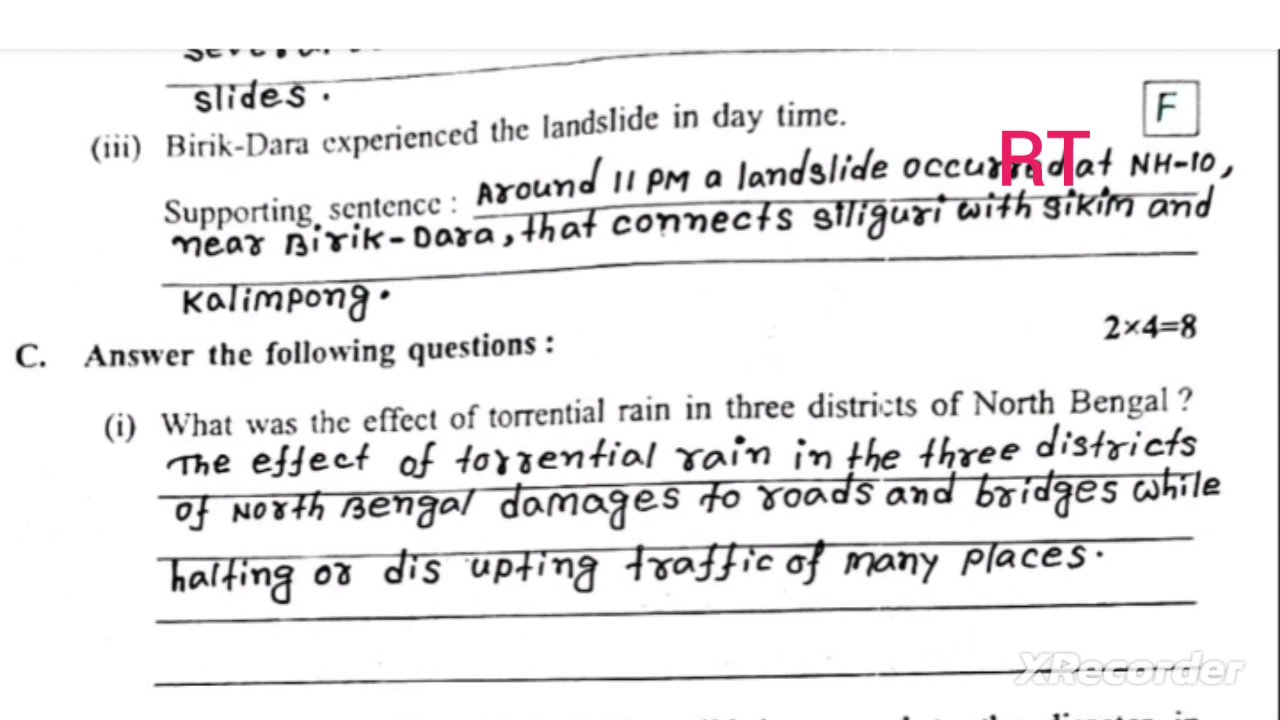 slides.
F
(iii) Birik-Dara experienced the landslide in day time.
RT
Supporting sentence : Around 11 PM a landslide occurred at NH-10,
near Birik-Dara, that connects siliguri with sikim and
Kalimpong.
2×4=8
C. Answer the following questions :
(i) What was the effect of torrential rain in three districts of North Bengal ?
The effect of torrential rain in the three districts
of North Bengal damages to roads and bridges while
halting or dis upting traffic of many places.
XRecorder